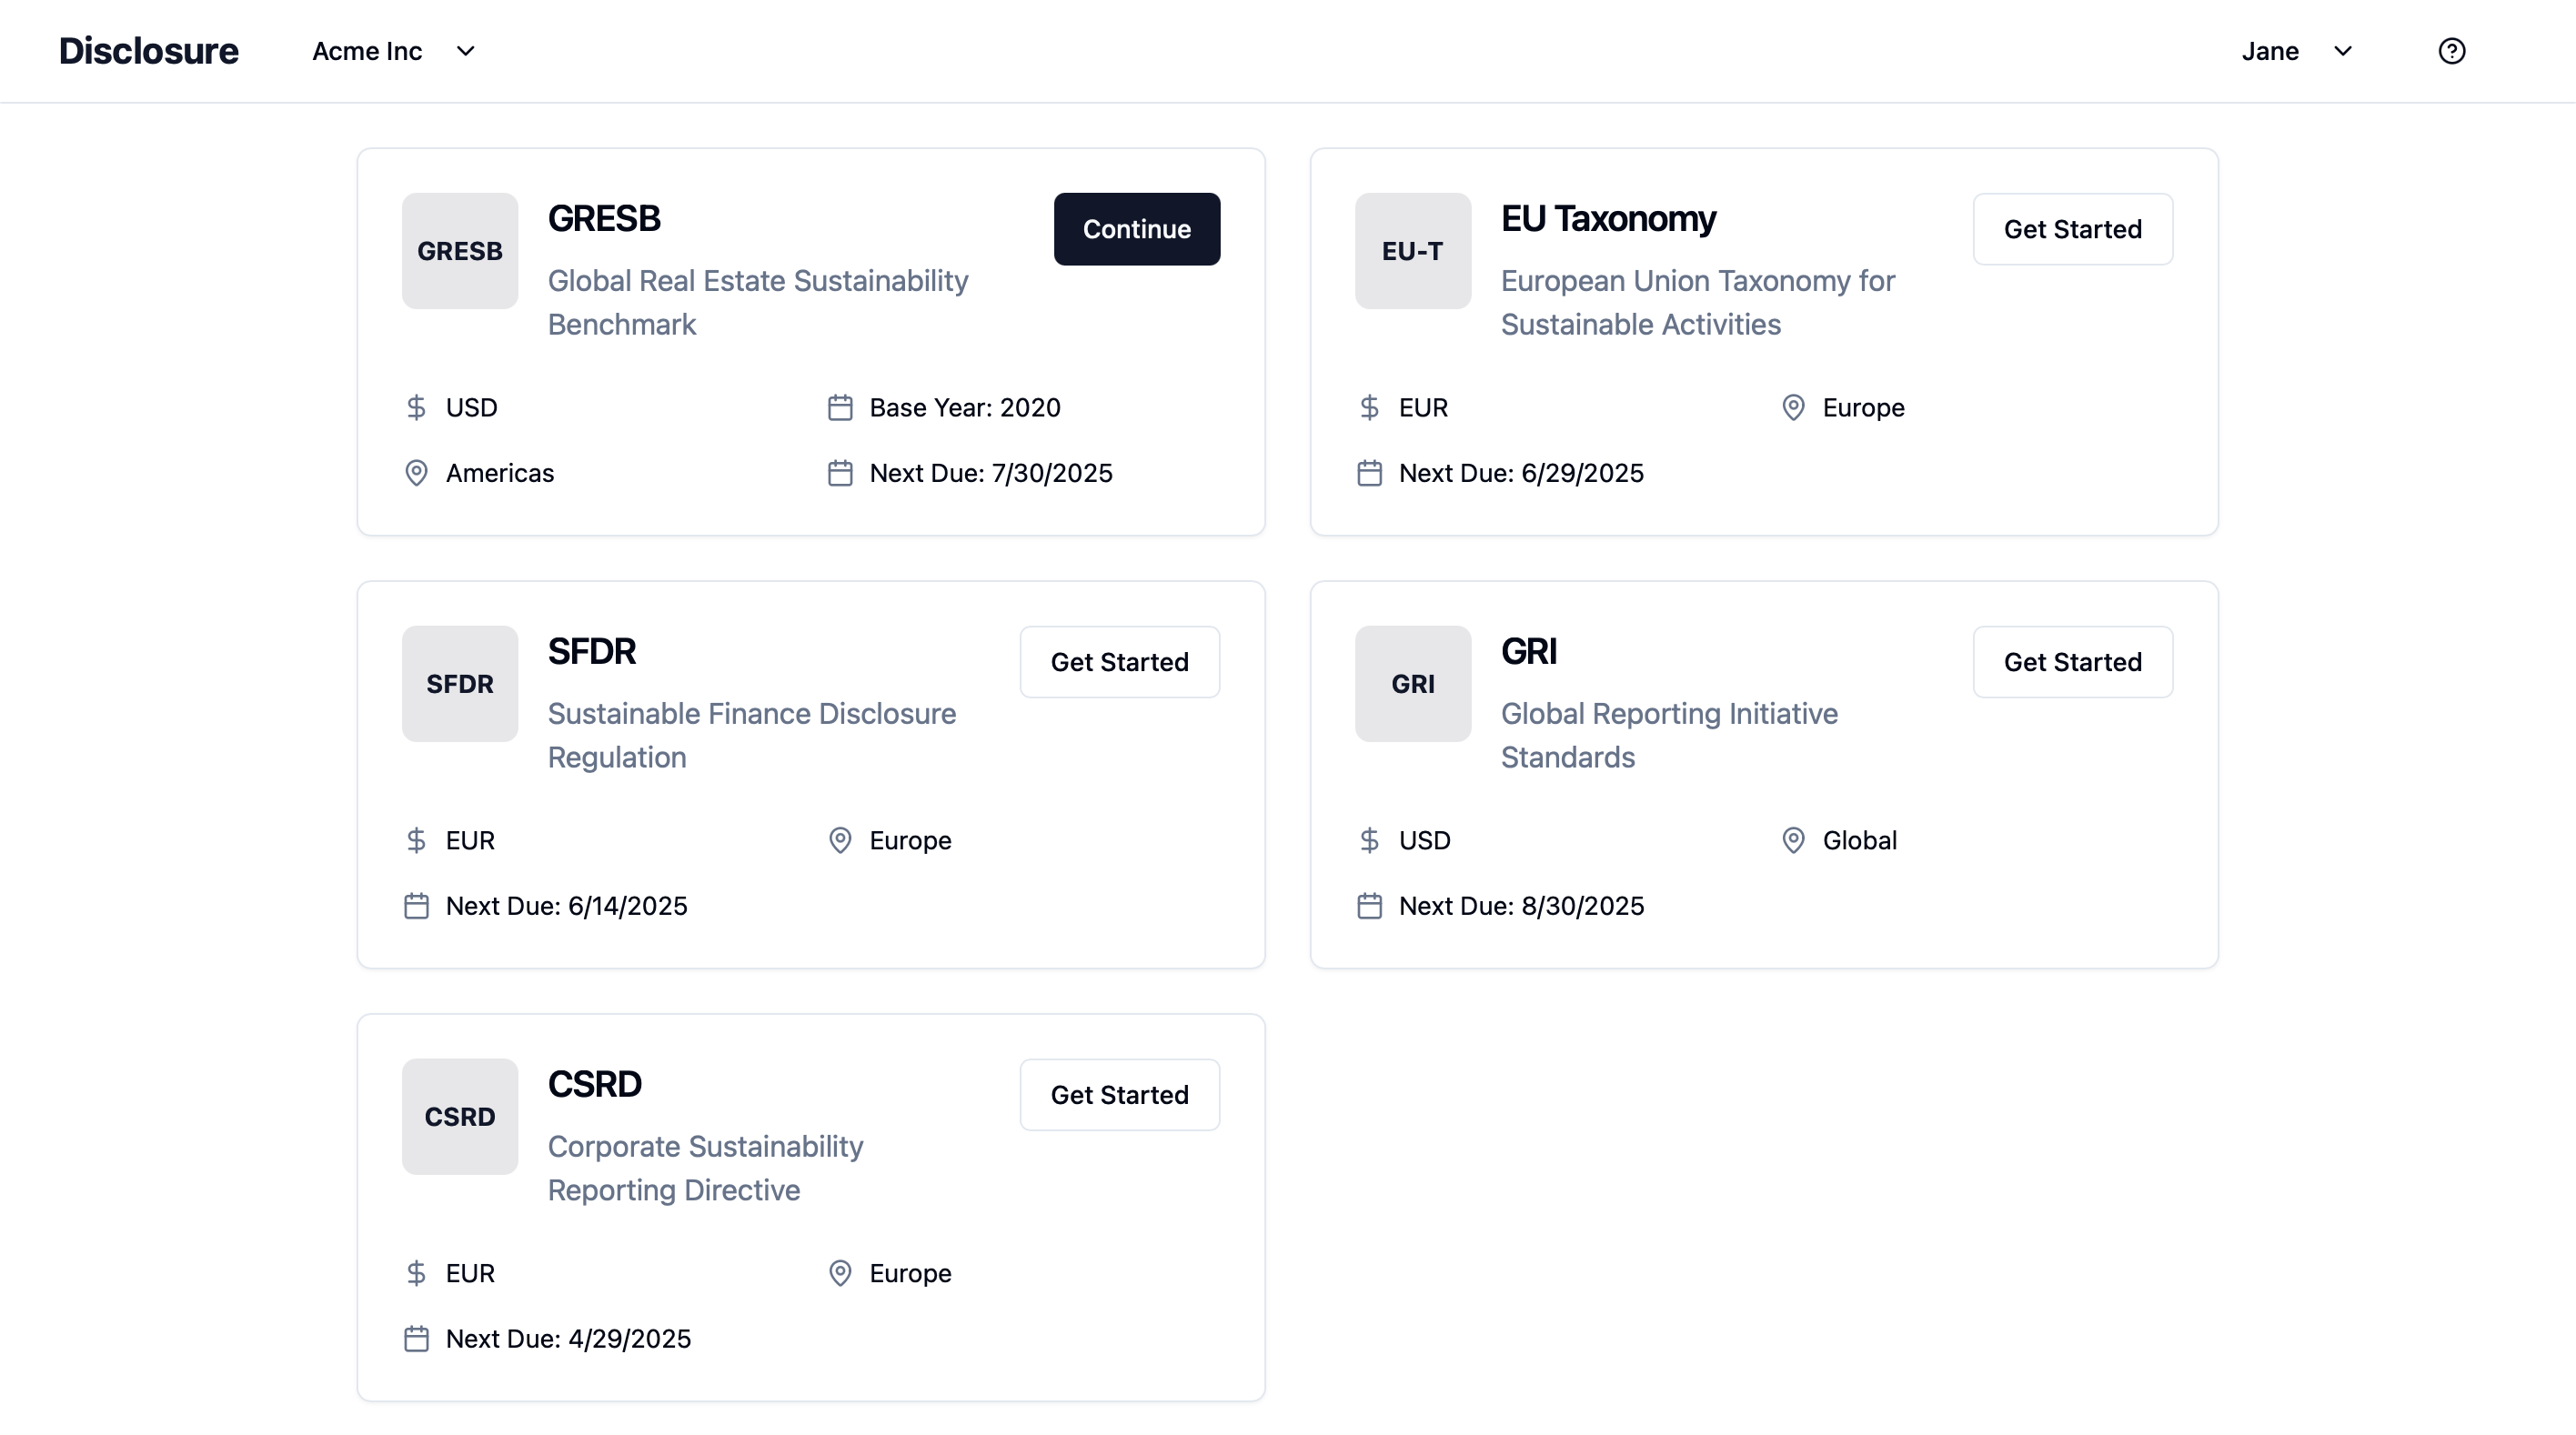 Disclosure
Acme Inc
Jane
GRESB
GRESB
Continue
Global Real Estate Sustainability
Benchmark
USD
Base Year: 2020
Americas
Next Due: 7/30/2025
EU-T
EU Taxonomy
Get Started
European Union Taxonomy for
Sustainable Activities
EUR
Europe
Next Due: 6/29/2025
SFDR
SFDR
Get Started
Sustainable Finance Disclosure
Regulation
EUR
Europe
Next Due: 6/14/2025
GRI
GRI
Get Started
Global Reporting Initiative
Standards
USD
Global
Next Due: 8/30/2025
CSRD
CSRD
Get Started
Corporate Sustainability
Reporting Directive
EUR
Europe
Next Due: 4/29/2025